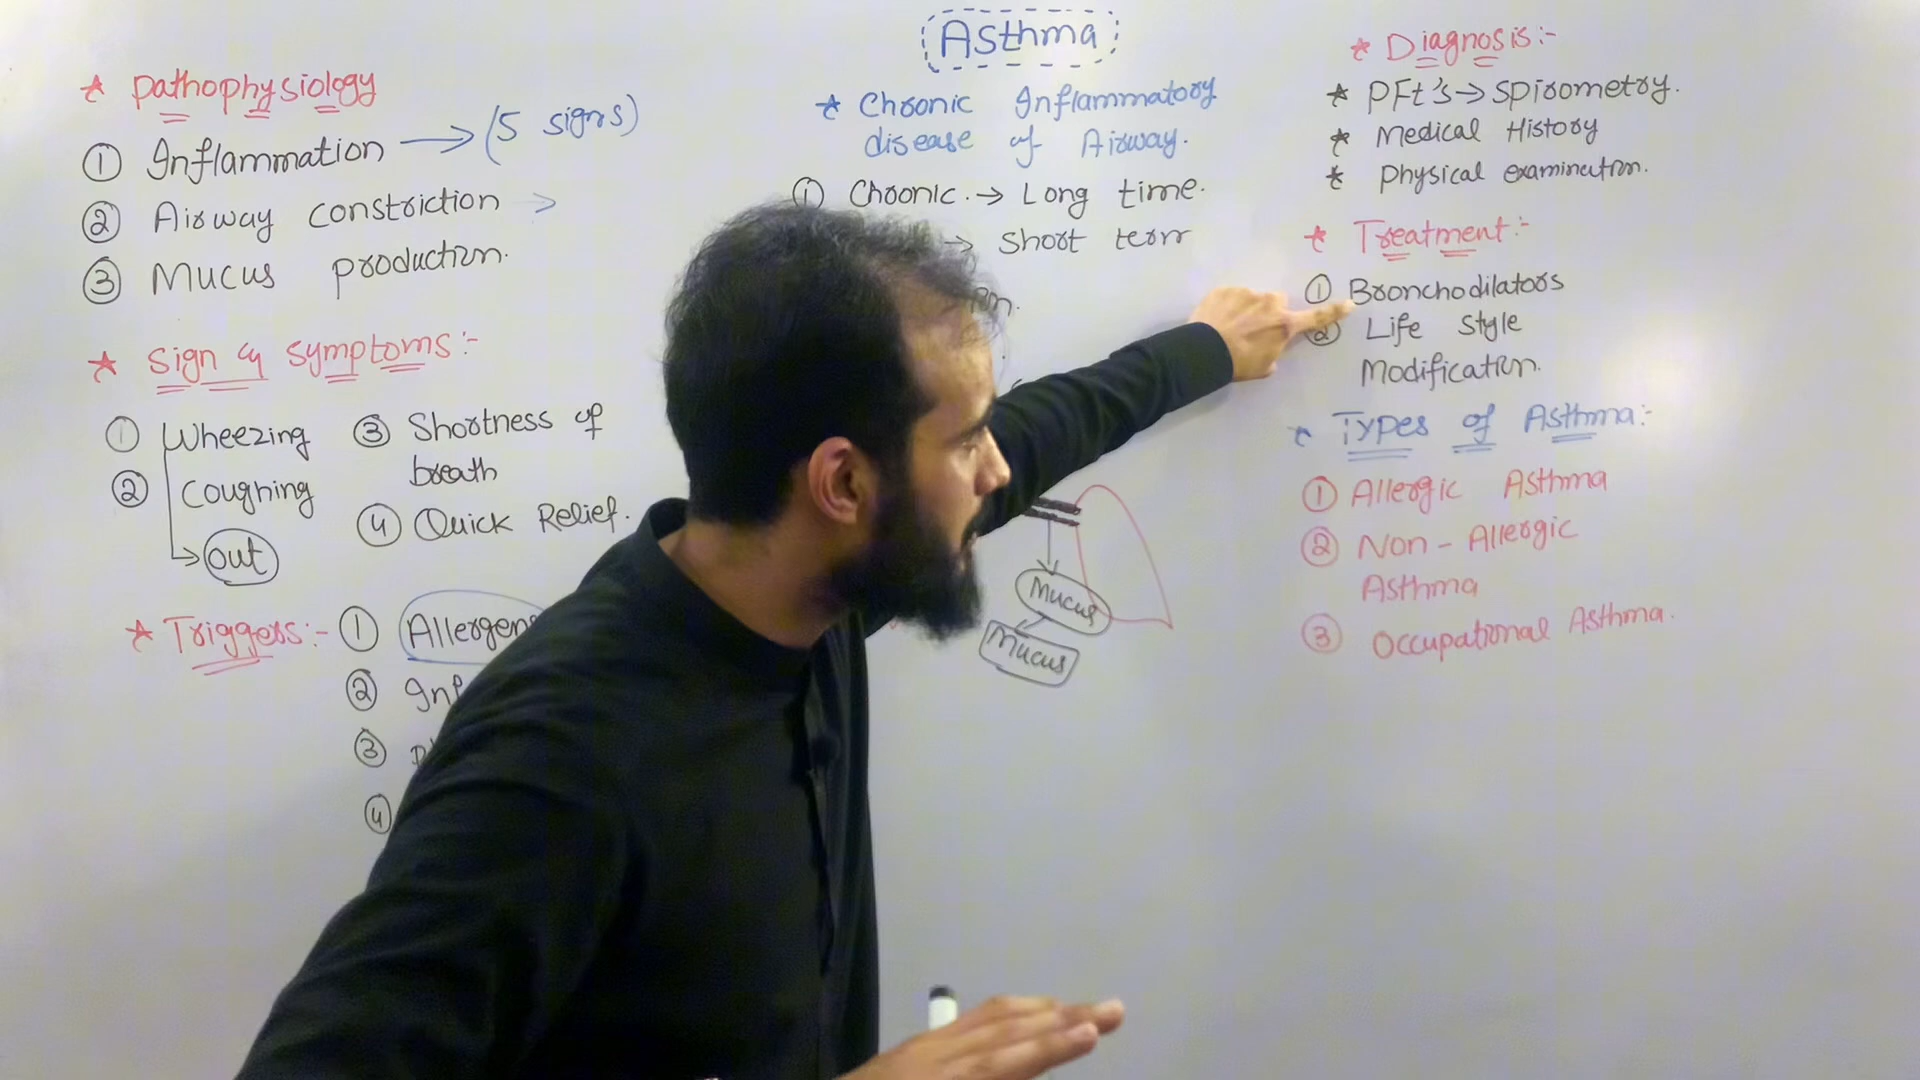 Asthma
* Pathophysiology
① Inflammation → (5 signs)
② Airway constriction >
③ Mucus production.
* Sign & Symptoms:-
① Wheezing
② Coughing
out
③ Shortness of
breath
④ Quick Relief.
* Triggers:- ① Allergens
②
③
④
* Chronic Inflammatory
disease of Airway.
① Chronic. → Long time.
→ Short term
Mucus
Mucus
* Diagnosis:-
* PFt's → Spirometry.
* Medical History
* Physical examination.
* Treatment:-
① Bronchodilators
② Life Style
Modification.
* Types of Asthma:-
① Allergic Asthma
② Non-Allergic
Asthma
③ Occupational Asthma.